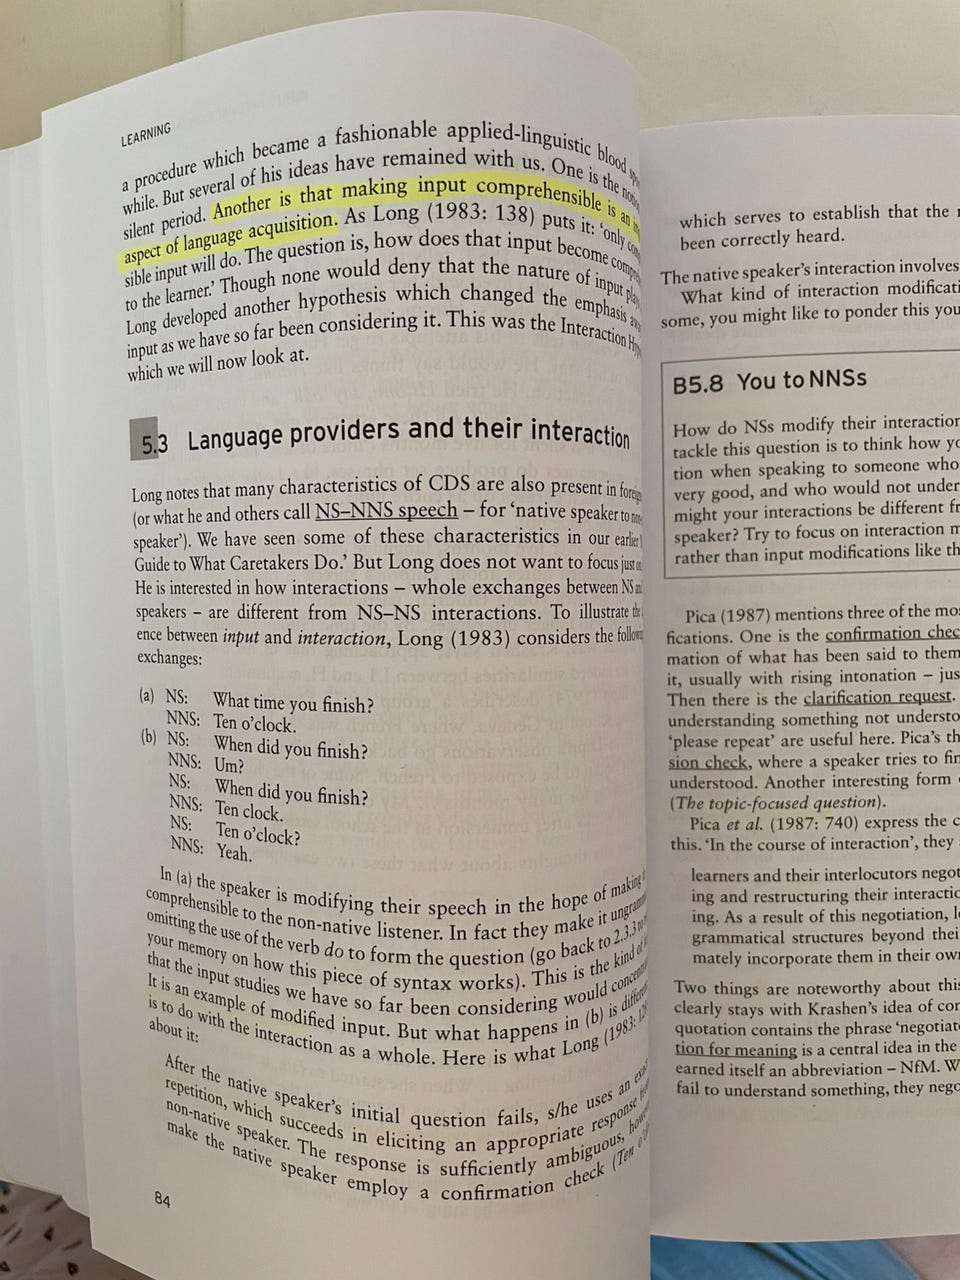 LEARNING
a procedure which became a fashionable applied-linguistic blood
while. But several of his ideas have remained with us. One is the
silent period. Another is that making input comprehensible is an
aspect of language acquisition. As Long (1983: 138) puts it: 'only
sible input will do. The question is, how does that input become
to the learner.' Though none would deny that the nature of input
Long developed another hypothesis which changed the emphasis
input as we have so far been considering it. This was the Interaction
which we will now look at.
5.3 Language providers and their interaction
Long notes that many characteristics of CDS are also present in
(or what he and others call NS–NNS speech – for 'native speaker to
speaker'). We have seen some of these characteristics in our earlier
Guide to What Caretakers Do.' But Long does not want to focus just
He is interested in how interactions – whole exchanges between NS
speakers – are different from NS–NS interactions. To illustrate the
ence between input and interaction, Long (1983) considers the
exchanges:
(a) NS: What time you finish?
NNS: Ten o'clock.
(b) NS: When did you finish?
NNS: Um?
NS: When did you finish?
NNS: Ten clock.
NS: Ten o'clock?
NNS: Yeah.
In (a) the speaker is modifying their speech in the hope of making
comprehensible to the non-native listener. In fact they make it
omitting the use of the verb do to form the question (go back to 2.3.3
your memory on how this piece of syntax works). This is the kind of
that the input studies we have so far been considering would
It is an example of modified input. But what happens in (b) is
is to do with the interaction as a whole. Here is what Long (1983:
about it:
After the native speaker's initial question fails, s/he uses an
repetition, which succeeds in eliciting an appropriate response
non-native speaker. The response is sufficiently ambiguous,
make the native speaker employ a confirmation check (Ten
84
which serves to establish that the
been correctly heard.
The native speaker's interaction involves
What kind of interaction
some, you might like to ponder this
B5.8 You to NNSs
How do NSs modify their interaction
tackle this question is to think how
tion when speaking to someone who
very good, and who would not
might your interactions be different
speaker? Try to focus on interaction
rather than input modifications like
Pica (1987) mentions three of the
fications. One is the confirmation
mation of what has been said to them
it, usually with rising intonation –
Then there is the clarification request.
understanding something not
'please repeat' are useful here. Pica's
sion check, where a speaker tries to
understood. Another interesting form
(The topic-focused question).
Pica et al. (1987: 740) express the
this. 'In the course of interaction', they
learners and their interlocutors
ing and restructuring their
ing. As a result of this negotiation,
grammatical structures beyond
mately incorporate them in their
Two things are noteworthy about
clearly stays with Krashen's idea of
quotation contains the phrase
tion for meaning is a central idea in the
earned itself an abbreviation – NfM.
fail to understand something, they